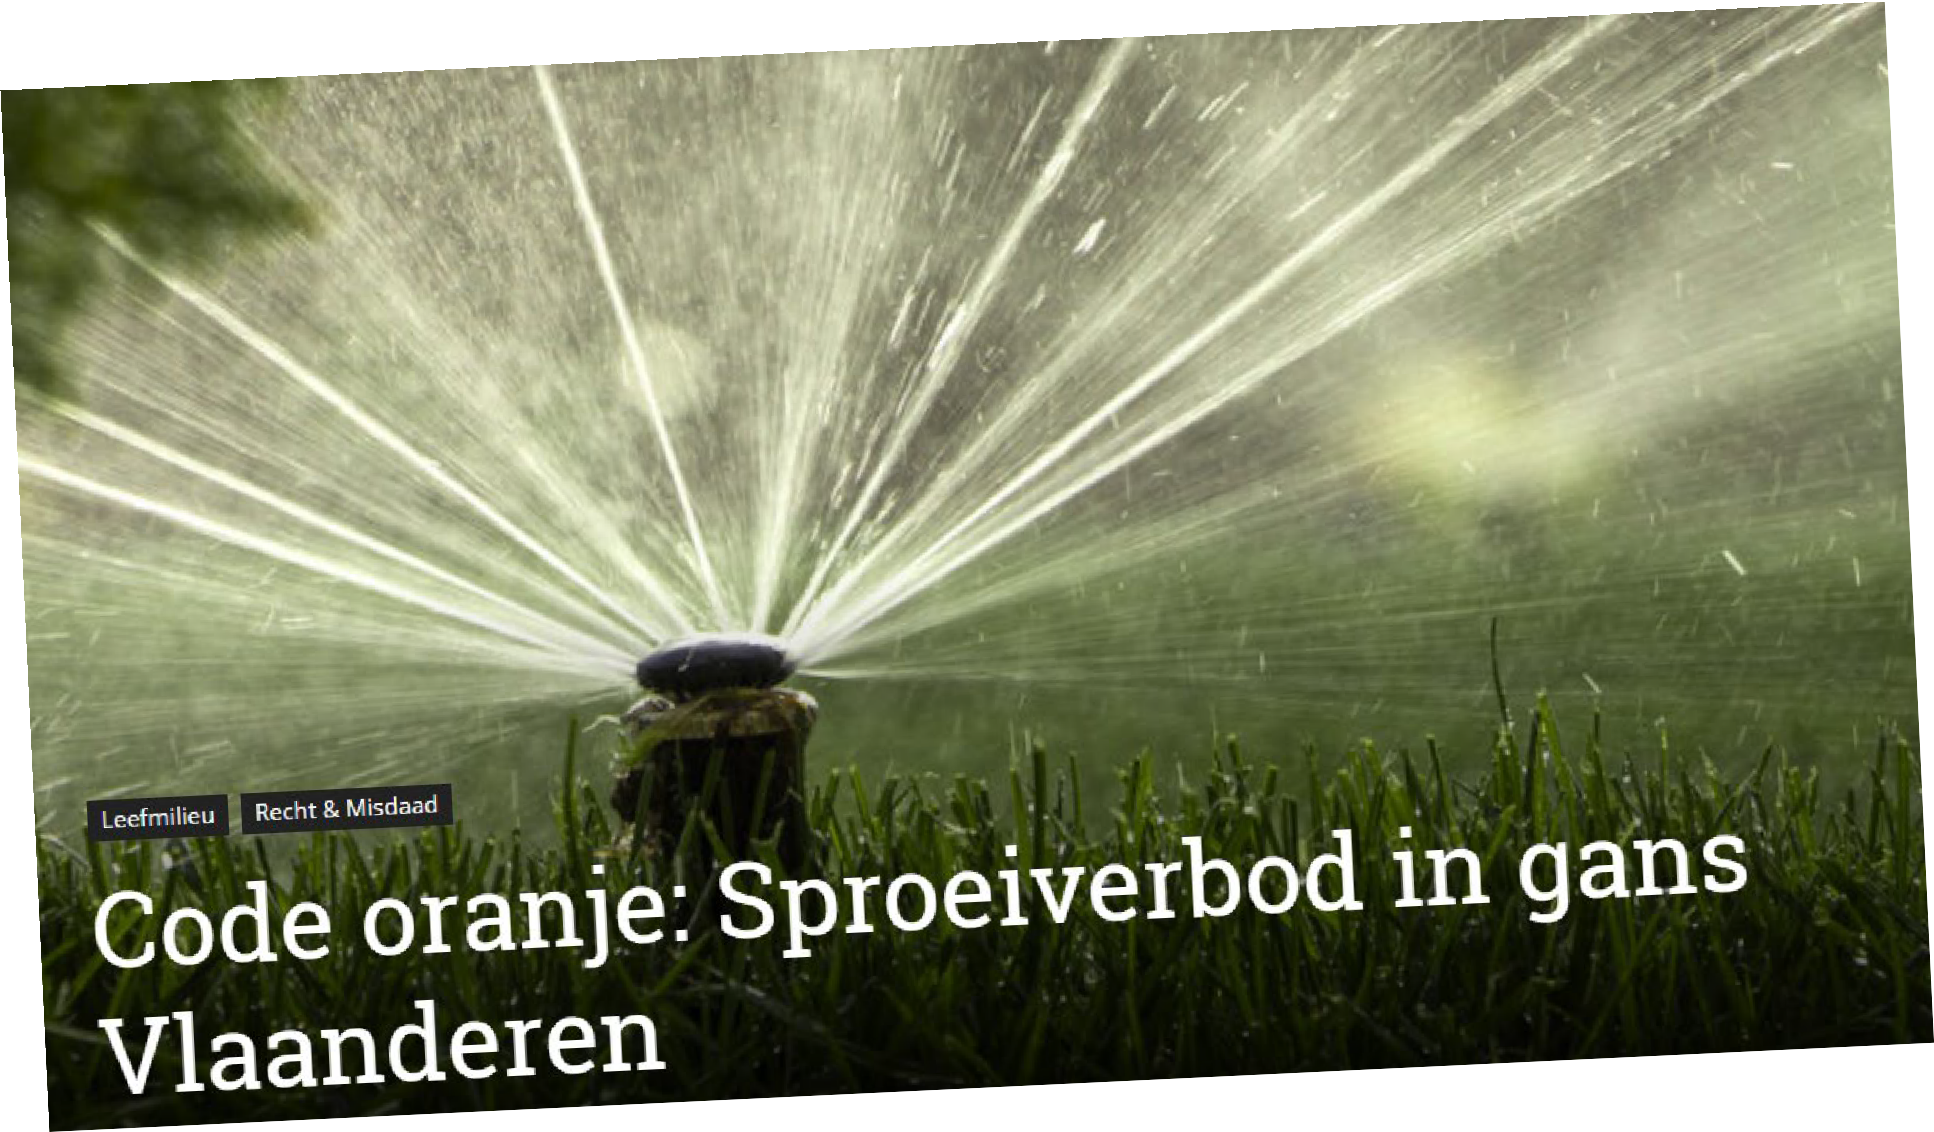 Leefmilieu Recht & Misdaad
Code oranje: Sproeiverbod in gans
Vlaanderen